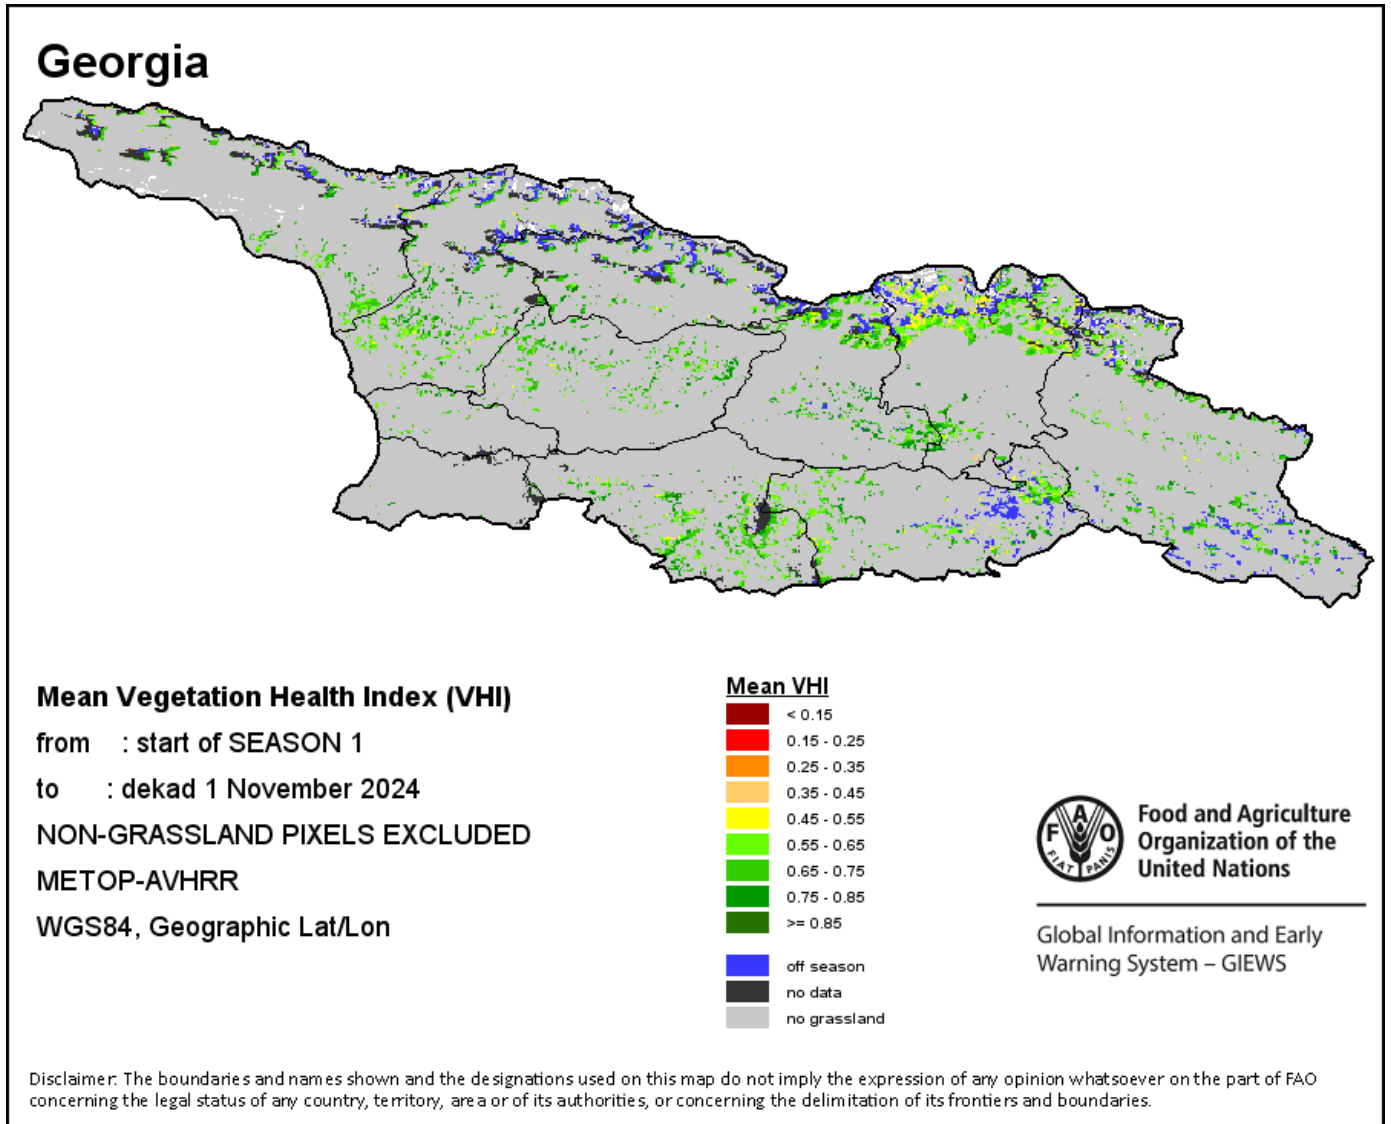 Georgia
Mean Vegetation Health Index (VHI)
from : start of SEASON 1
to : dekad 1 November 2024
NON-GRASSLAND PIXELS EXCLUDED
METOP-AVHRR
WGS84, Geographic Lat/Lon
Mean VHI
< 0.15
0.15 - 0.25
0.25 - 0.35
0.35 - 0.45
0.45 - 0.55
0.55 - 0.65
0.65 - 0.75
0.75 - 0.85
>= 0.85
off season
no data
no grassland
F A O
FIAT PANIS
Food and Agriculture
Organization of the
United Nations
Global Information and Early
Warning System – GIEWS
Disclaimer: The boundaries and names shown and the designations used on this map do not imply the expression of any opinion whatsoever on the part of FAO
concerning the legal status of any country, territory, area or of its authorities, or concerning the delimitation of its frontiers and boundaries.